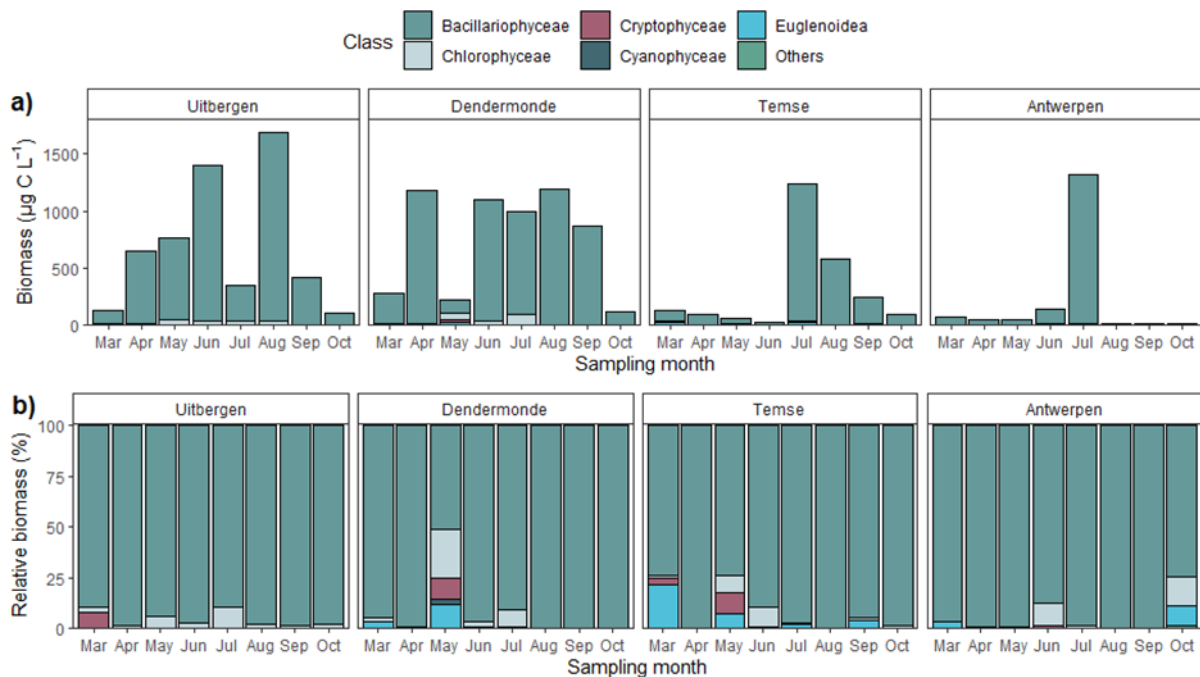 Class
Bacillariophyceae Cryptophyceae Euglenoidea
Chlorophyceae Cyanophyceae Others
a)
Uitbergen Dendermonde Temse Antwerpen
Biomass (µg C L⁻¹)
1500
1000
500
0
Mar Apr May Jun Jul Aug Sep Oct Mar Apr May Jun Jul Aug Sep Oct Mar Apr May Jun Jul Aug Sep Oct Mar Apr May Jun Jul Aug Sep Oct
Sampling month
b)
Uitbergen Dendermonde Temse Antwerpen
Relative biomass (%)
100
75
50
25
0
Mar Apr May Jun Jul Aug Sep Oct Mar Apr May Jun Jul Aug Sep Oct Mar Apr May Jun Jul Aug Sep Oct Mar Apr May Jun Jul Aug Sep Oct
Sampling month